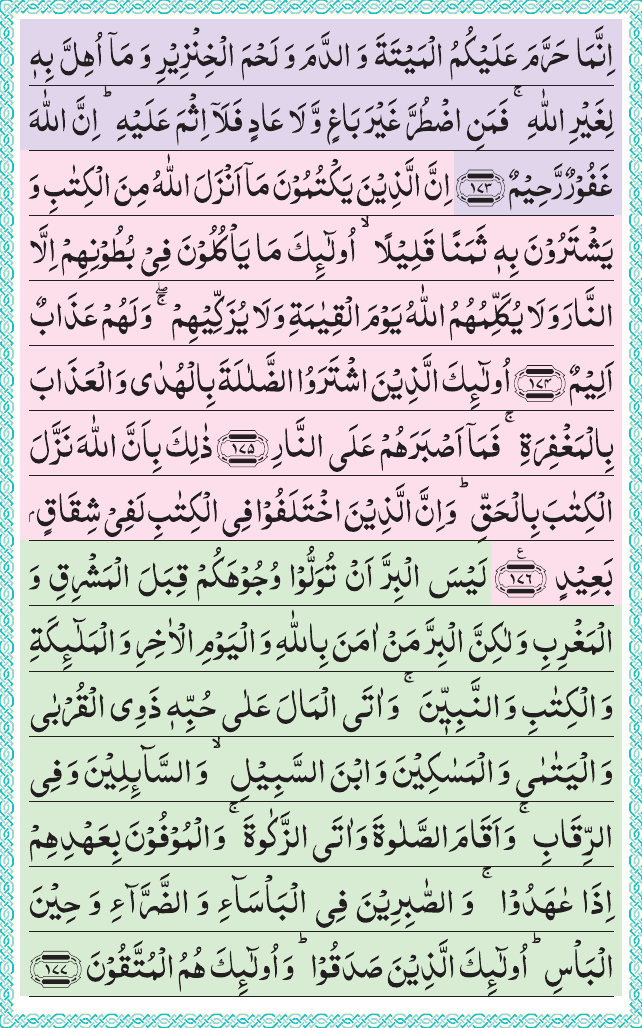 اِنَّمَا حَرَّمَ عَلَيْكُمُ الْمَيْتَةَ وَ الدَّمَ وَ لَحْمَ الْخِنْزِيْرِ وَ مَاۤ اُهِلَّ بِهٖ
لِغَيْرِ اللّٰهِ ۚ فَمَنِ اضْطُرَّ غَيْرَ بَاغٍ وَّ لَا عَادٍ فَلَاۤ اِثْمَ عَلَيْهِ ؕ اِنَّ اللّٰهَ
غَفُوْرٌ رَّحِيْمٌ ﴿۱۷۳﴾ اِنَّ الَّذِيْنَ يَكْتُمُوْنَ مَاۤ اَنْزَلَ اللّٰهُ مِنَ الْكِتٰبِ وَ
يَشْتَرُوْنَ بِهٖ ثَمَنًا قَلِيْلًا ۙ اُولٰٓئِكَ مَا يَاْكُلُوْنَ فِيْ بُطُوْنِهِمْ اِلَّا
النَّارَ وَ لَا يُكَلِّمُهُمُ اللّٰهُ يَوْمَ الْقِيٰمَةِ وَ لَا يُزَكِّيْهِمْ ۖۚ وَ لَهُمْ عَذَابٌ
اَلِيْمٌ ﴿۱۷۴﴾ اُولٰٓئِكَ الَّذِيْنَ اشْتَرَوُا الضَّلٰلَةَ بِالْهُدٰى وَ الْعَذَابَ
بِالْمَغْفِرَةِ ۚ فَمَاۤ اَصْبَرَهُمْ عَلَى النَّارِ ﴿۱۷۵﴾ ذٰلِكَ بِاَنَّ اللّٰهَ نَزَّلَ
الْكِتٰبَ بِالْحَقِّ ؕ وَ اِنَّ الَّذِيْنَ اخْتَلَفُوْا فِي الْكِتٰبِ لَفِيْ شِقَاقٍۭ
بَعِيْدٍ ﴿۱۷۶﴾ ع لَيْسَ الْبِرَّ اَنْ تُوَلُّوْا وُجُوْهَكُمْ قِبَلَ الْمَشْرِقِ وَ
الْمَغْرِبِ وَ لٰكِنَّ الْبِرَّ مَنْ اٰمَنَ بِاللّٰهِ وَ الْيَوْمِ الْاٰخِرِ وَ الْمَلٰٓئِكَةِ
وَ الْكِتٰبِ وَ النَّبِيّٖنَ ۚ وَ اٰتَى الْمَالَ عَلٰى حُبِّهٖ ذَوِي الْقُرْبٰى
وَ الْيَتٰمٰى وَ الْمَسٰكِيْنَ وَ ابْنَ السَّبِيْلِ ۙ وَ السَّآىِٕلِيْنَ وَ فِي
الرِّقَابِ ۚ وَ اَقَامَ الصَّلٰوةَ وَ اٰتَى الزَّكٰوةَ ۚ وَ الْمُوْفُوْنَ بِعَهْدِهِمْ
اِذَا عٰهَدُوْا ۚ وَ الصّٰبِرِيْنَ فِي الْبَاْسَآءِ وَ الضَّرَّآءِ وَ حِيْنَ
الْبَاْسِ ؕ اُولٰٓئِكَ الَّذِيْنَ صَدَقُوْا ؕ وَ اُولٰٓئِكَ هُمُ الْمُتَّقُوْنَ ﴿۱۷۷﴾